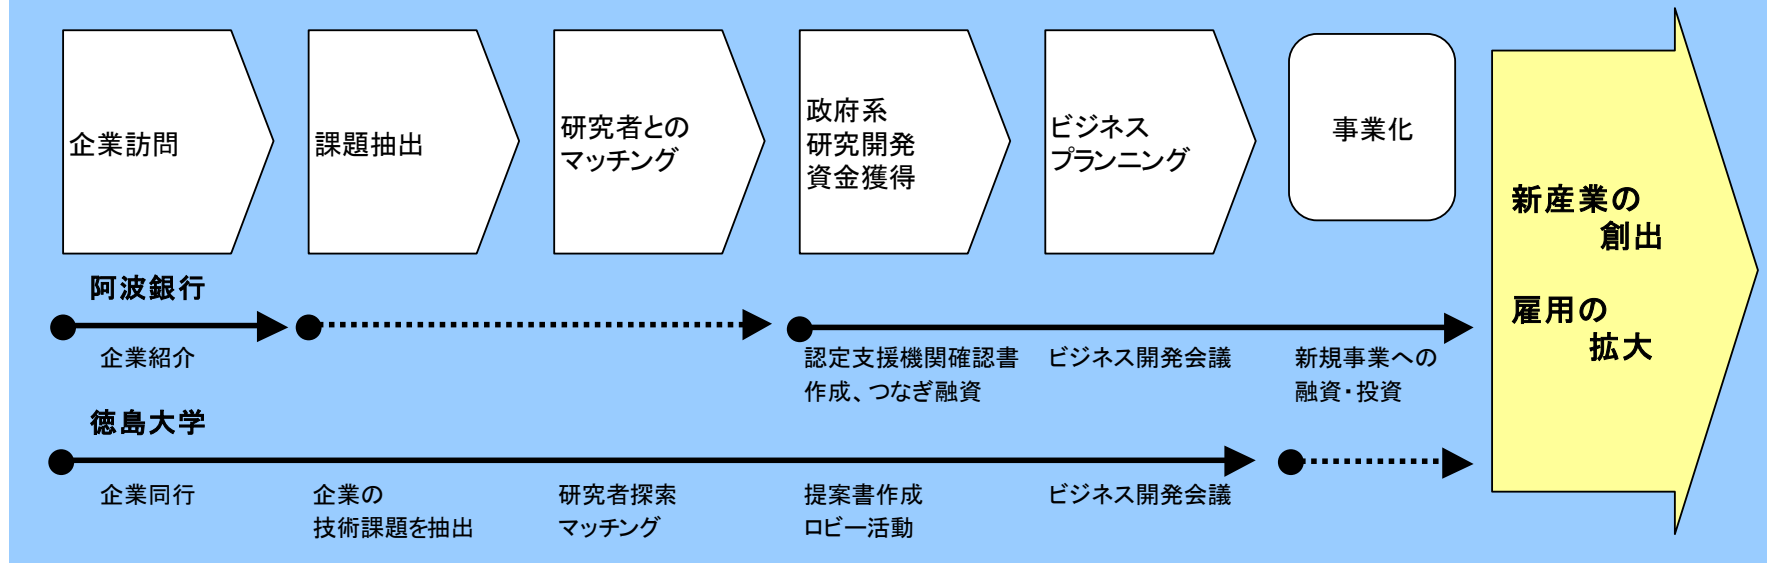 企業訪問
課題抽出
研究者との
マッチング
政府系
研究開発
資金獲得
ビジネス
プランニング
事業化
新産業の
創出
雇用の
拡大
阿波銀行
企業紹介
認定支援機関確認書
作成、つなぎ融資
ビジネス開発会議
新規事業への
融資・投資
徳島大学
企業同行
企業の
技術課題を抽出
研究者探索
マッチング
提案書作成
ロビー活動
ビジネス開発会議